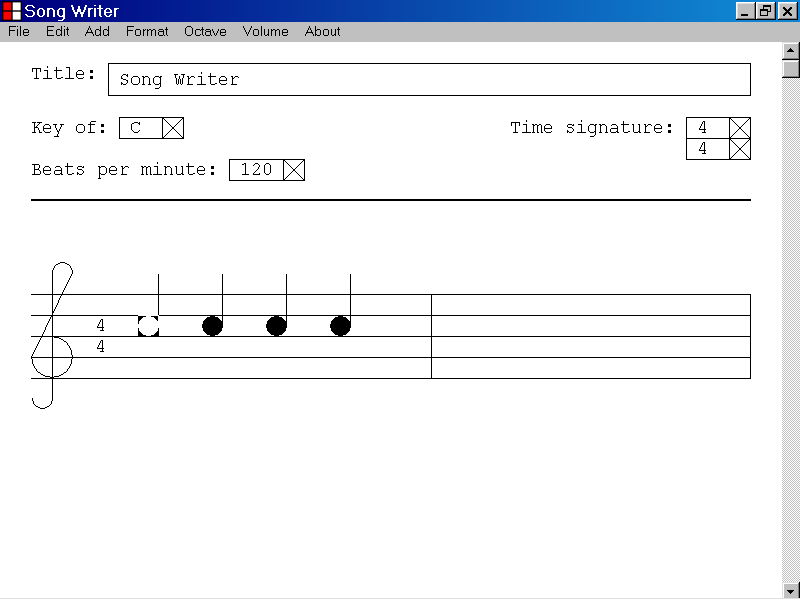 Song Writer
File Edit Add Format Octave Volume About
Title: Song Writer
Key of: C Time signature: 4
4
Beats per minute: 120
4
4